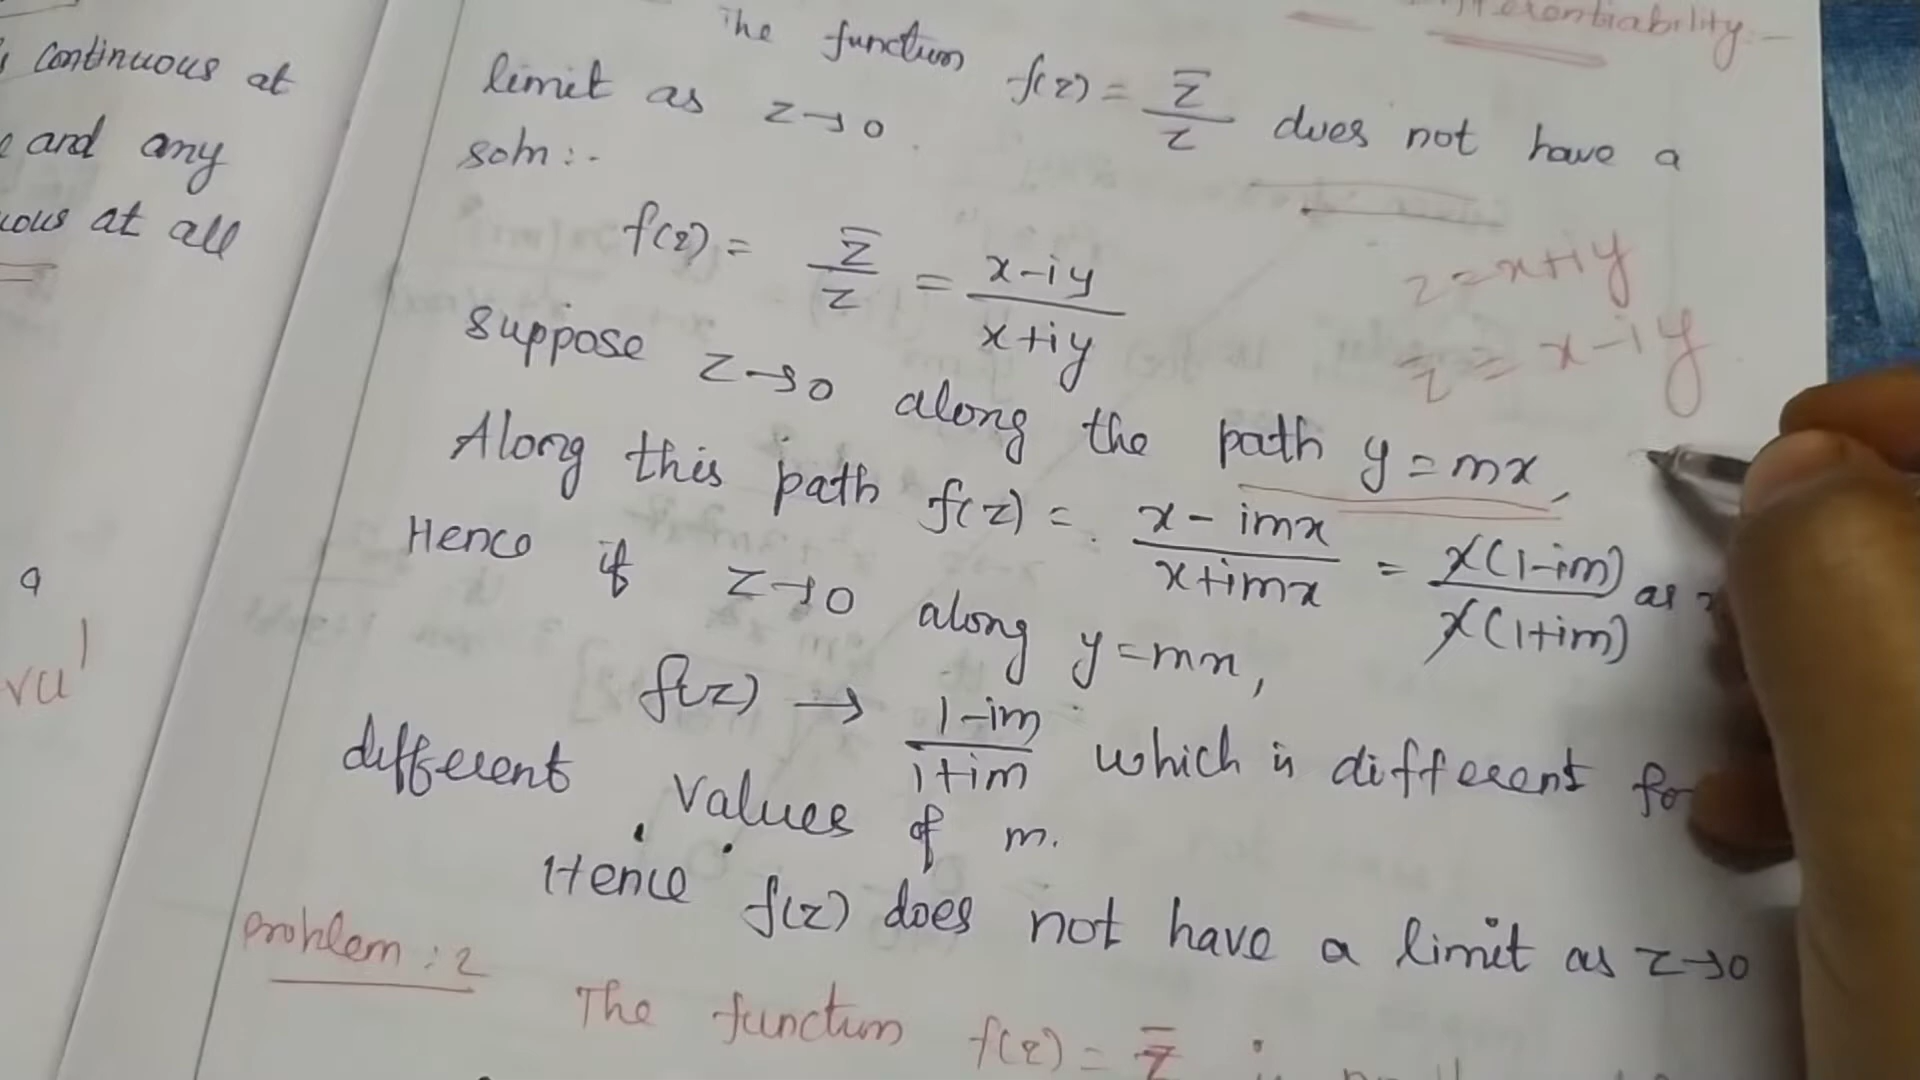 continuous at
and any
at all
a
Differentiability:-
The function f(z) = z̄/z does not have a
limit as z→0.
soln:-
f(z) = z̄/z = x-iy/x+iy
z = x+iy
z̄ = x-iy
suppose z→0 along the path y=mx,
Along this path f(z) = x-imx/x+imx = x(1-im)/x(1+im) as
Hence if z→0 along y=mx,
f(z) → 1-im/1+im which is different
different values of m.
Hence f(z) does not have a limit as z→0
problem:2
The function f(z) = z̄